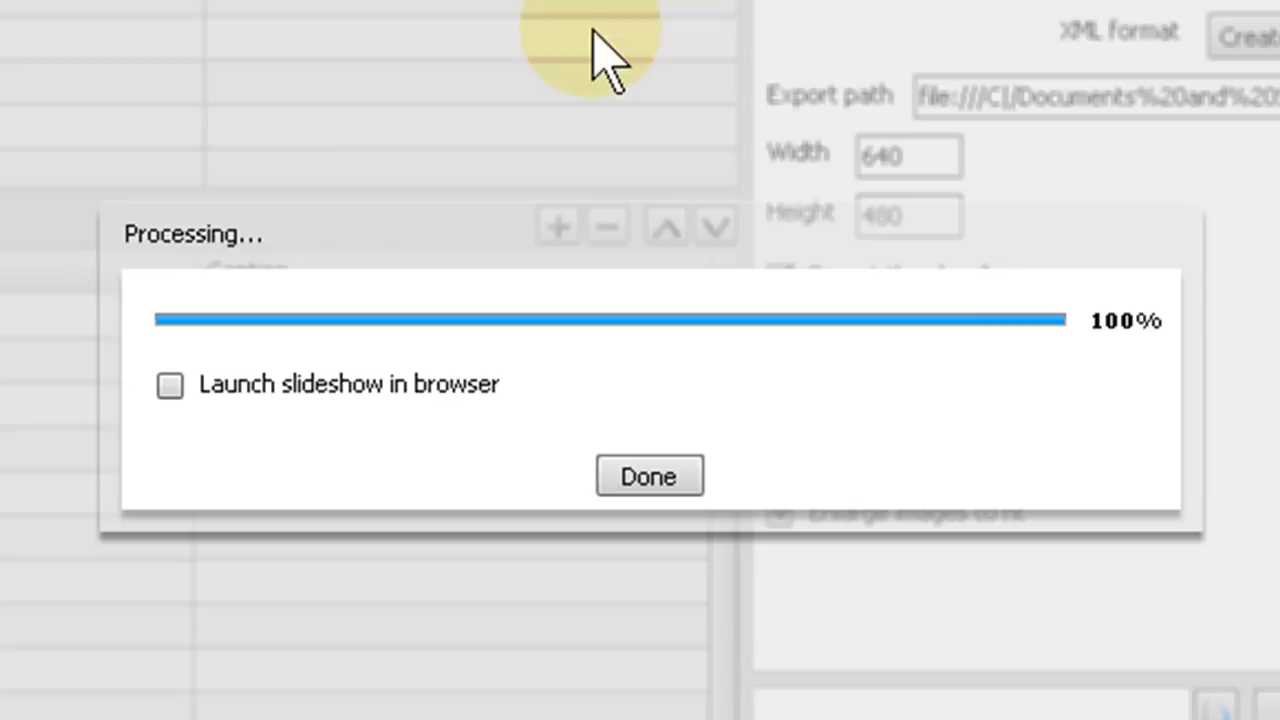 XML format
Export path file:///C|/Documents%20and%20
Width 640
Height 480
Processing...
Caption
100%
Launch slideshow in browser
Done
Enlarge images to fit